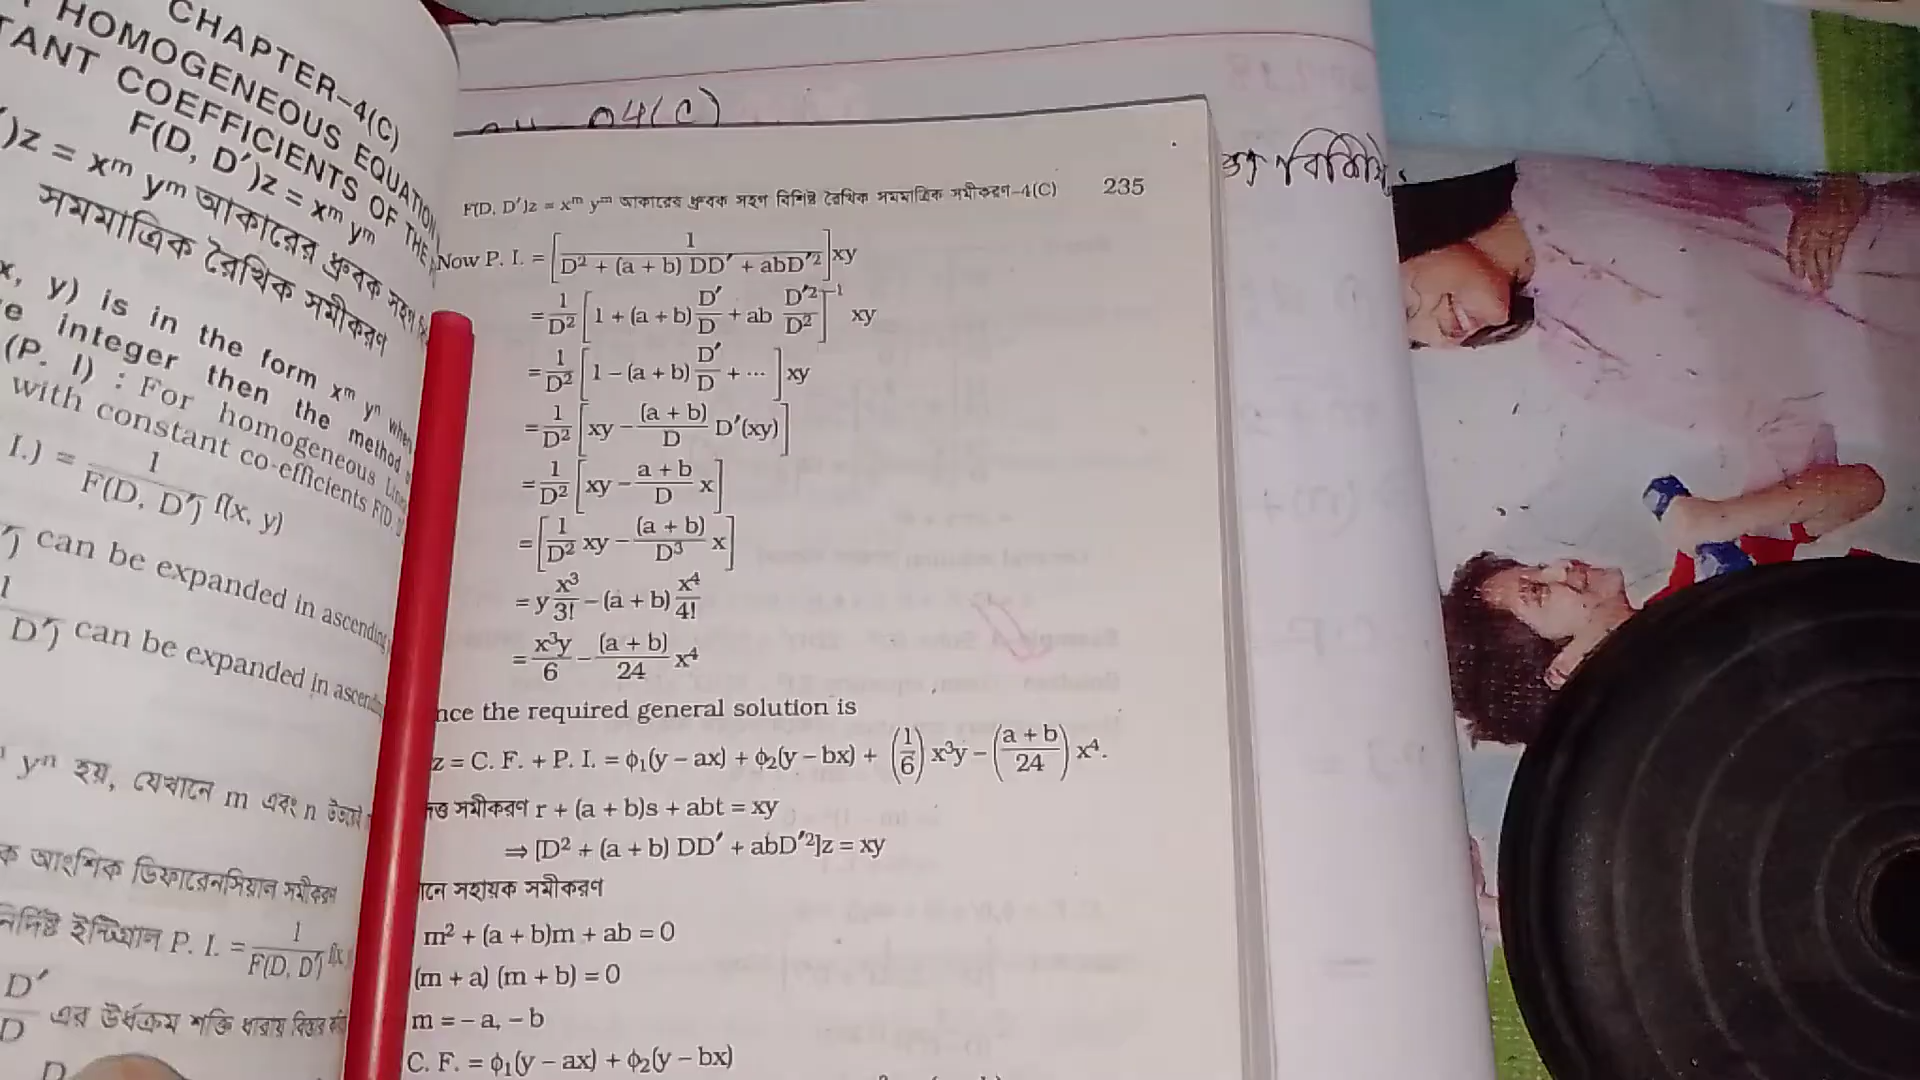 CHAPTER–4(C)
HOMOGENEOUS EQUATION
TANT COEFFICIENTS OF THE
F(D, D′)z = xᵐ yᵐ
′)z = xᵐ yᵐ আকারের ধ্রুবক সহগ
সমমাত্রিক রৈখিক সমীকরণ
x, y) is in the form xᵐ yⁿ when
e integer then the method
(P. I) : For homogeneous Line
with constant co-efficients F(D,
I.) = 1/F(D, D′) f(x, y)
can be expanded in ascending
1
D′) can be expanded in ascend
yⁿ হয়, যেখানে m এবং n
ক আংশিক ডিফারেনসিয়াল সমীকরণ
নির্দিষ্ট ইন্টিগ্রাল P. I. = 1/F(D, D′)
D′/D এর উর্ধ্বক্রম শক্তি ধারায়
D
04(C)
F(D, D′)z = xᵐ yᵐ আকারের ধ্রুবক সহগ বিশিষ্ট রৈখিক সমমাত্রিক সমীকরণ–4(C) 235
Now P. I. = [1/(D² + (a + b) DD′ + abD′²)]xy
= 1/D² [1 + (a + b) D′/D + ab D′²/D²]⁻¹ xy
= 1/D² [1 – (a + b) D′/D + ...]xy
= 1/D² [xy – (a + b)/D D′(xy)]
= 1/D² [xy – a + b/D x]
= [1/D² xy – (a + b)/D³ x]
= y x³/3! – (a + b) x⁴/4!
= x³y/6 – (a + b)/24 x⁴
nce the required general solution is
z = C. F. + P. I. = ϕ₁(y – ax) + ϕ₂(y – bx) + (1/6) x³y – (a + b/24) x⁴.
সমীকরণ r + (a + b)s + abt = xy
⇒ [D² + (a + b) DD′ + abD′²]z = xy
ানে সহায়ক সমীকরণ
m² + (a + b)m + ab = 0
(m + a) (m + b) = 0
m = – a, – b
C. F. = ϕ₁(y – ax) + ϕ₂(y – bx)